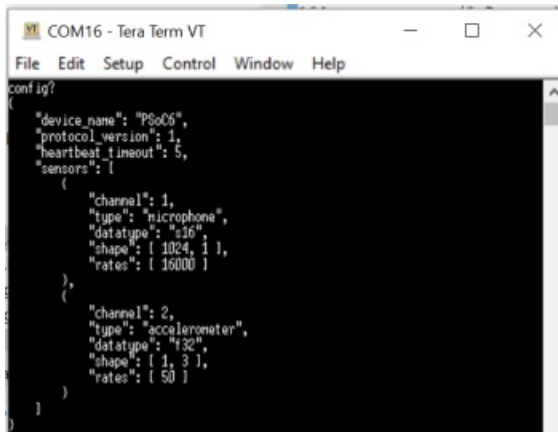 COM16 - Tera Term VT
File Edit Setup Control Window Help
config?
{
"device_name": "PSoC6",
"protocol_version": 1,
"heartbeat_timeout": 5,
"sensors": [
{
"channel": 1,
"type": "microphone",
"datatype": "s16",
"shape": [ 1024, 1 ],
"rates": [ 16000 ]
},
{
"channel": 2,
"type": "accelerometer",
"datatype": "f32",
"shape": [ 1, 3 ],
"rates": [ 50 ]
}
]
}